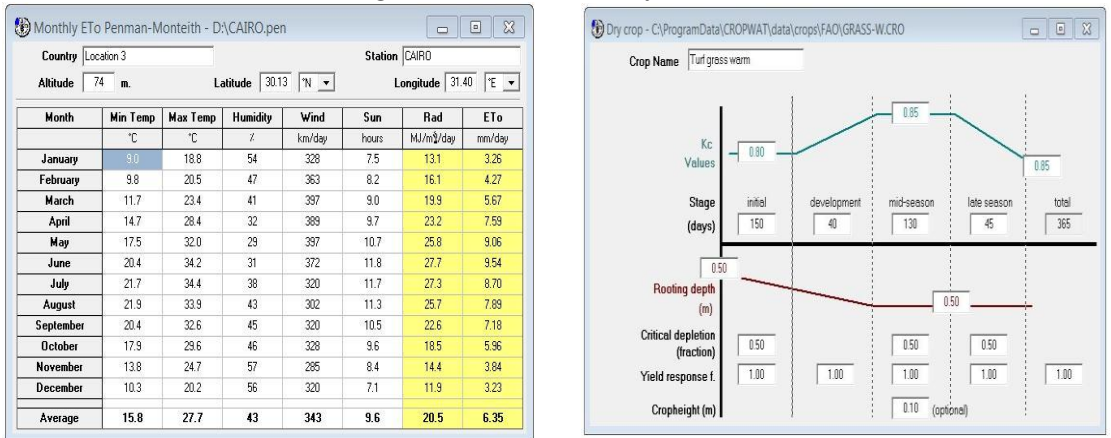 Monthly ETo Penman-Monteith - D:\CAIRO.pen
Country Location 3 Station CAIRO
Altitude 74 m. Latitude 30.13 °N Longitude 31.40 °E
Month Min Temp Max Temp Humidity Wind Sun Rad ETo
°C °C % km/day hours MJ/m²/day mm/day
January 9.0 18.8 54 328 7.5 13.1 3.26
February 9.8 20.5 47 363 8.2 16.1 4.27
March 11.7 23.4 41 397 9.0 19.9 5.67
April 14.7 28.4 32 389 9.7 23.2 7.59
May 17.5 32.0 29 397 10.7 25.8 9.06
June 20.4 34.2 31 372 11.8 27.7 9.54
July 21.7 34.4 38 320 11.7 27.3 8.70
August 21.9 33.9 43 302 11.3 25.7 7.89
September 20.4 32.6 45 320 10.5 22.6 7.18
October 17.9 29.6 46 328 9.6 18.5 5.96
November 13.8 24.7 57 285 8.4 14.4 3.84
December 10.3 20.2 56 320 7.1 11.9 3.23
Average 15.8 27.7 43 343 9.6 20.5 6.35
Dry crop - C:\ProgramData\CROPWAT\data\crops\FAO\GRASS-W.CRO
Crop Name Turf grass warm
0.85
Kc
Values
0.80
0.85
Stage initial development mid-season late season total
(days) 150 40 130 45 365
0.50
Rooting depth
(m)
0.50
Critical depletion
(fraction)
0.50 0.50 0.50
Yield response f. 1.00 1.00 1.00 1.00 1.00
Cropheight (m) 0.10 (optional)